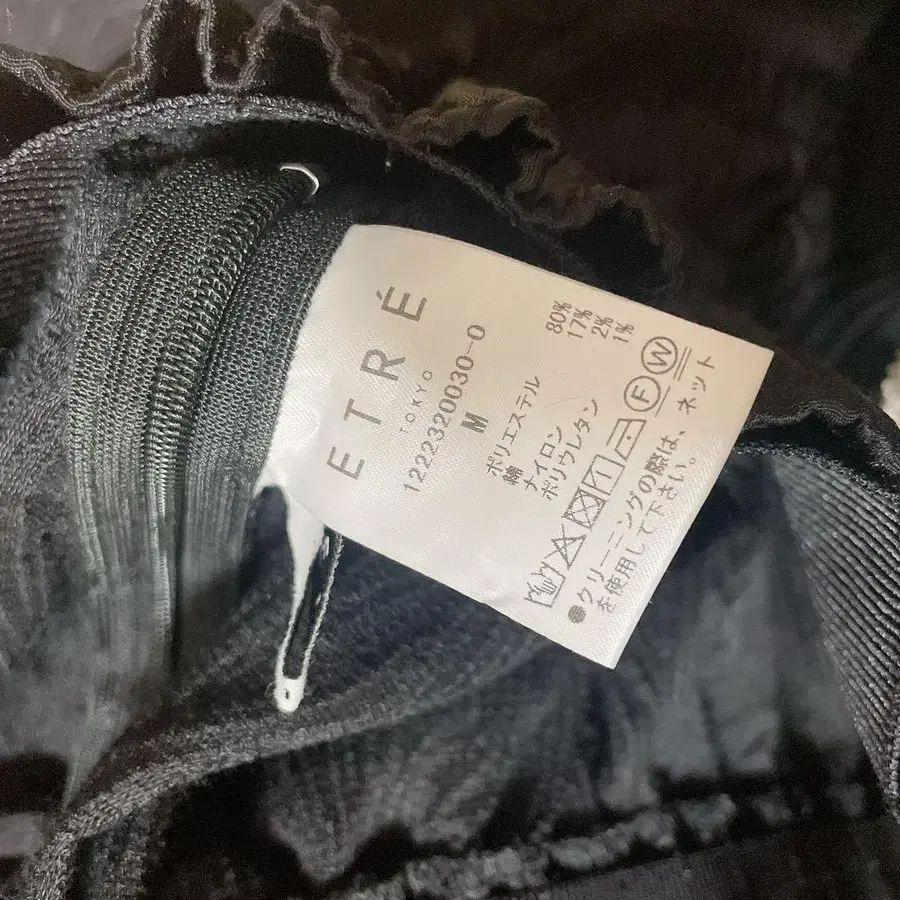 ETRÉ
TOKYO
1222320030-0
M
ポリエステル 80%
綿 17%
ナイロン 2%
ポリウレタン 1%
F W
●クリーニングの際は、ネット
を使用して下さい。